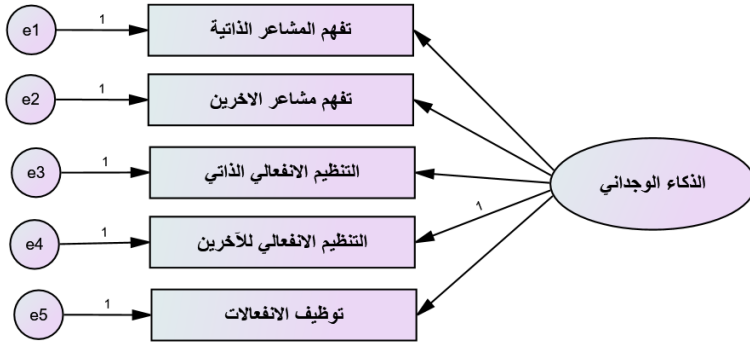 e1
1
تفهم المشاعر الذاتية
e2
1
تفهم مشاعر الاخرين
e3
1
التنظيم الانفعالي الذاتي
الذكاء الوجداني
1
e4
1
التنظيم الانفعالي للآخرين
e5
1
توظيف الانفعالات